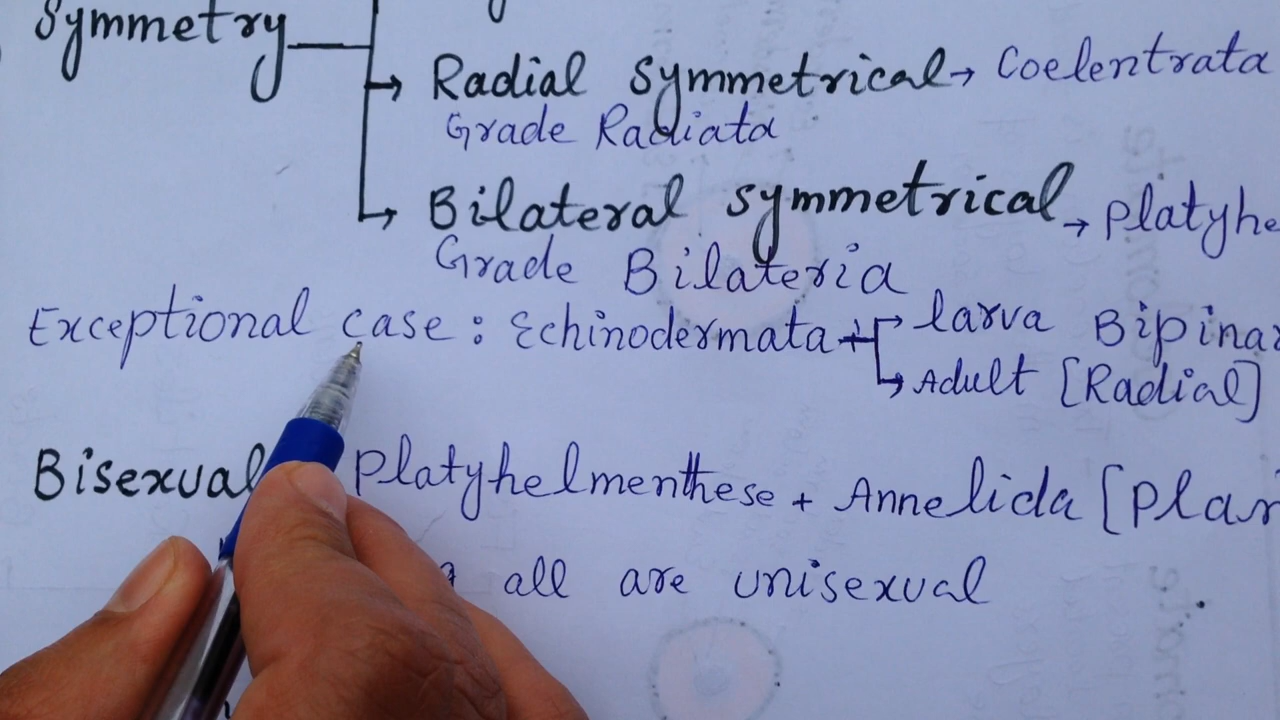 Symmetry
Radial Symmetrical → Coelentrata
Grade Radiata
Bilateral symmetrical → Platyhe
Grade Bilateria
Exceptional case : Echinodermata → larva Bipinar
→ Adult [Radial]
Bisexual Platyhelmenthese + Annelida [Plan
all are unisexual